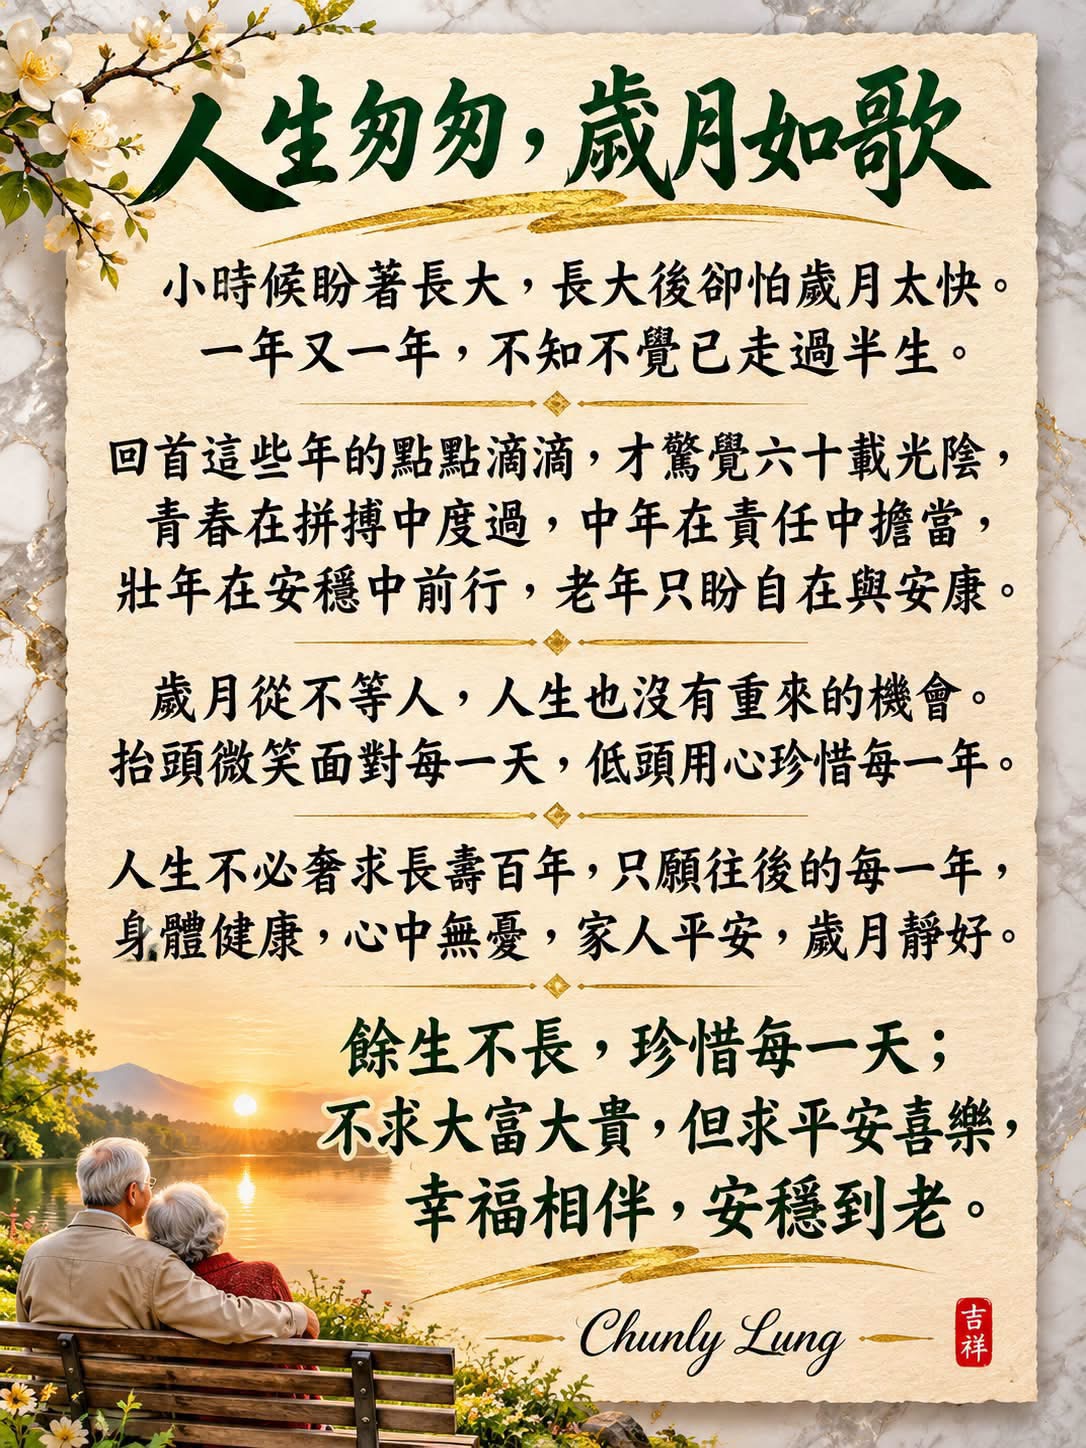 人生匆匆，歲月如歌
小時候盼著長大，長大後卻怕歲月太快。
一年又一年，不知不覺已走過半生。
回首這些年的點點滴滴，才驚覺六十載光陰，
青春在拼搏中度過，中年在責任中擔當，
壯年在安穩中前行，老年只盼自在與安康。
歲月從不等人，人生也沒有重來的機會。
抬頭微笑面對每一天，低頭用心珍惜每一年。
人生不必奢求長壽百年，只願往後的每一年，
身體健康，心中無憂，家人平安，歲月靜好。
餘生不長，珍惜每一天；
不求大富大貴，但求平安喜樂，
幸福相伴，安穩到老。
Chunly Lung
吉祥